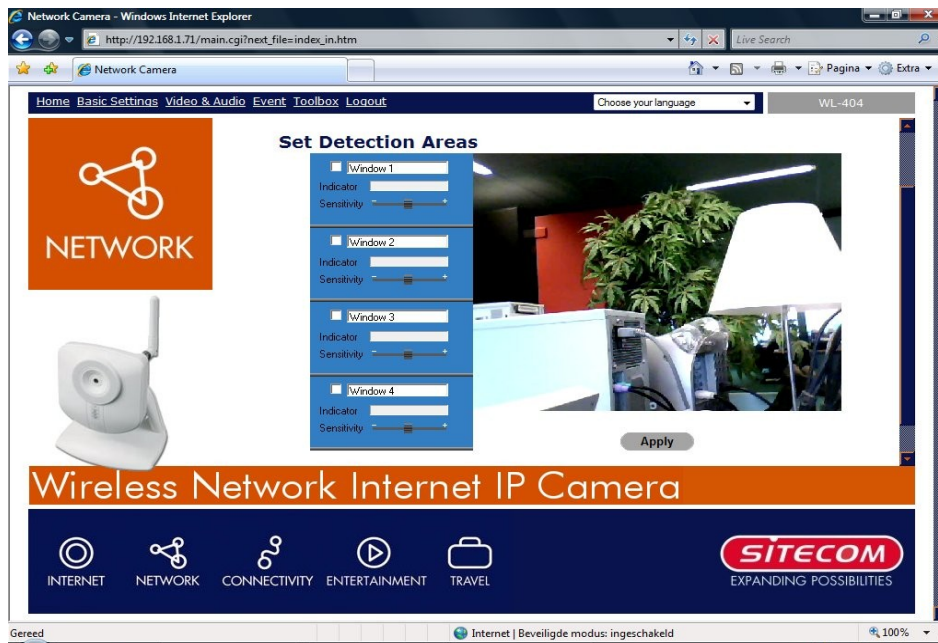 Network Camera - Windows Internet Explorer
http://192.168.1.71/main.cgi?next_file=index_in.htm
Live Search
Network Camera
Pagina
Extra
Home Basic Settings Video & Audio Event Toolbox Logout
Choose your language
WL-404
Set Detection Areas
NETWORK
Window 1
Indicator
Sensitivity - +
Window 2
Indicator
Sensitivity - +
Window 3
Indicator
Sensitivity - +
Window 4
Indicator
Sensitivity - +
Apply
Wireless Network Internet IP Camera
INTERNET NETWORK CONNECTIVITY ENTERTAINMENT TRAVEL
SITECOM
EXPANDING POSSIBILITIES
Gereed
Internet | Beveiligde modus: ingeschakeld
100%